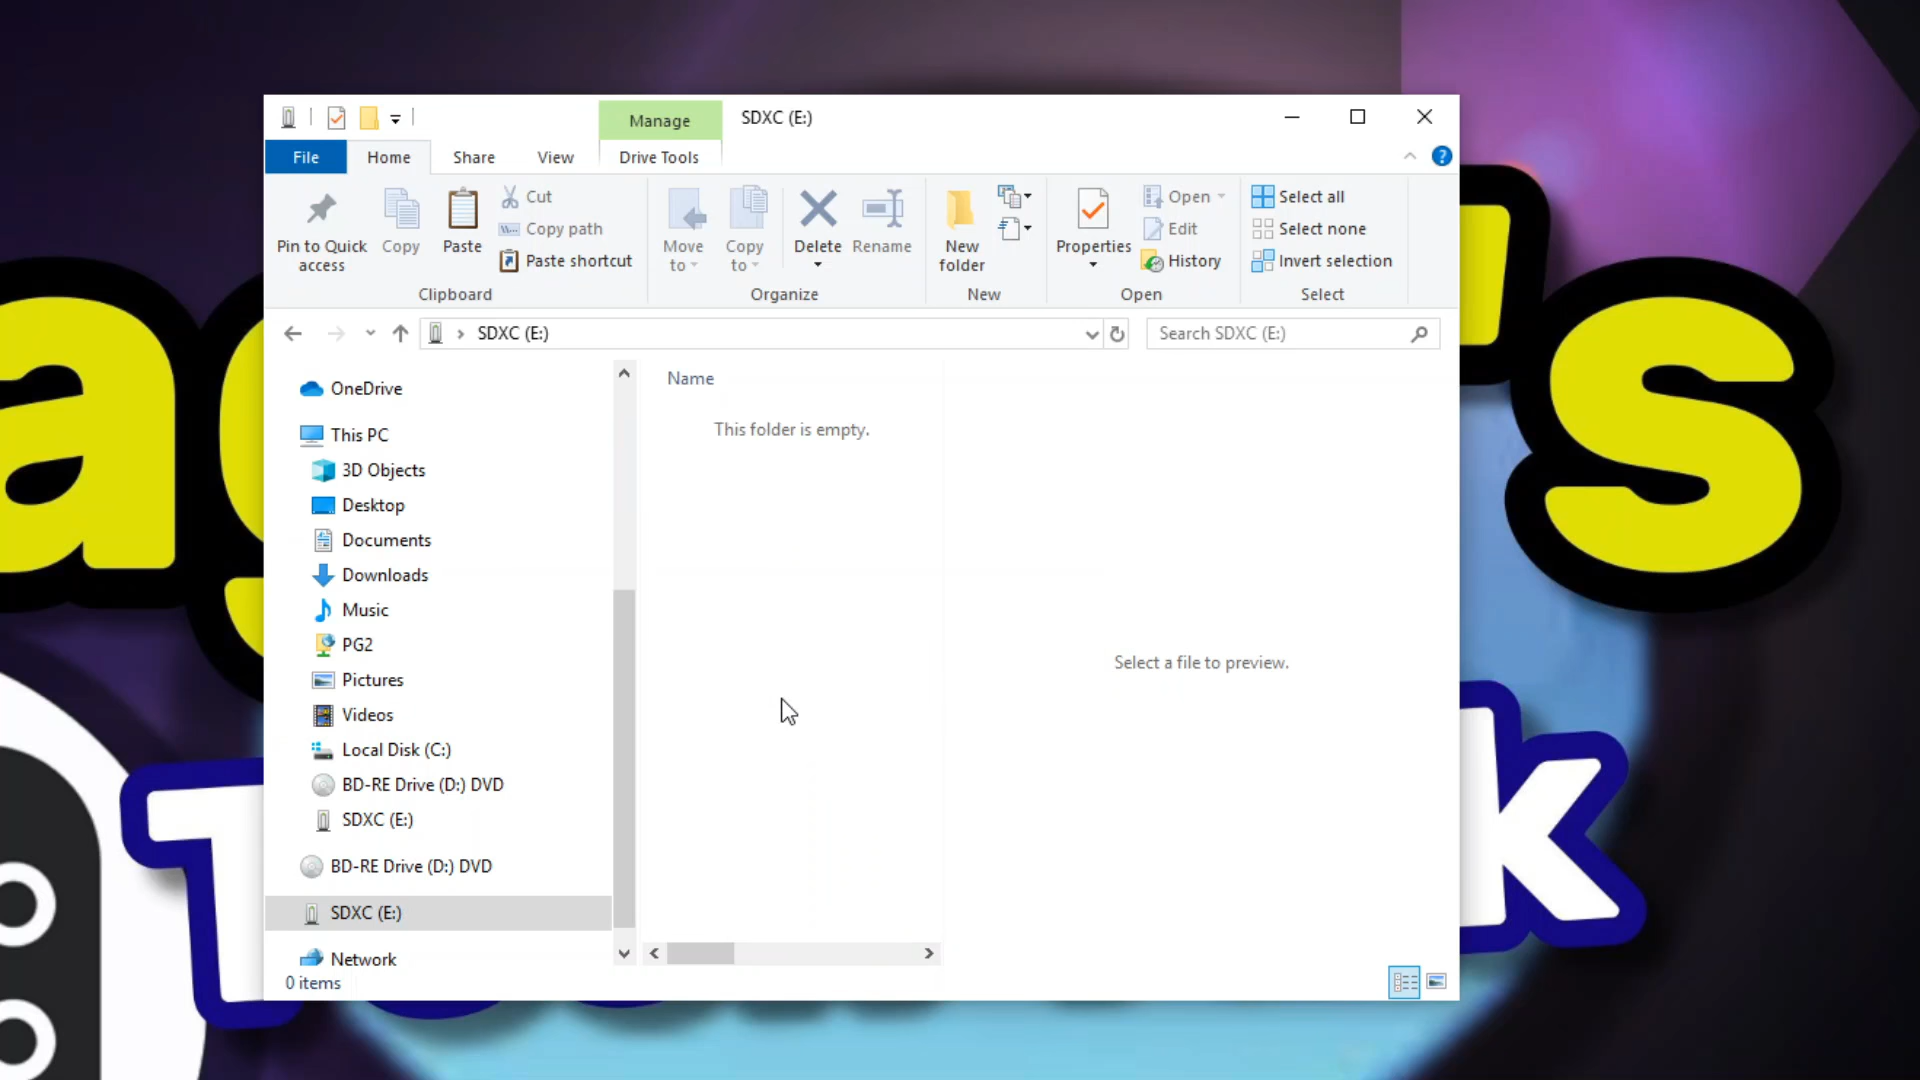 Manage
SDXC (E:)
File
Home
Share
View
Drive Tools
Pin to Quick
access
Copy
Paste
Cut
Copy path
Paste shortcut
Clipboard
Move
to
Copy
to
Delete
Rename
Organize
New
folder
New
Properties
Open
Edit
History
Open
Select all
Select none
Invert selection
Select
SDXC (E:)
Search SDXC (E:)
OneDrive
This PC
3D Objects
Desktop
Documents
Downloads
Music
PG2
Pictures
Videos
Local Disk (C:)
BD-RE Drive (D:) DVD
SDXC (E:)
BD-RE Drive (D:) DVD
SDXC (E:)
Network
Name
This folder is empty.
Select a file to preview.
0 items